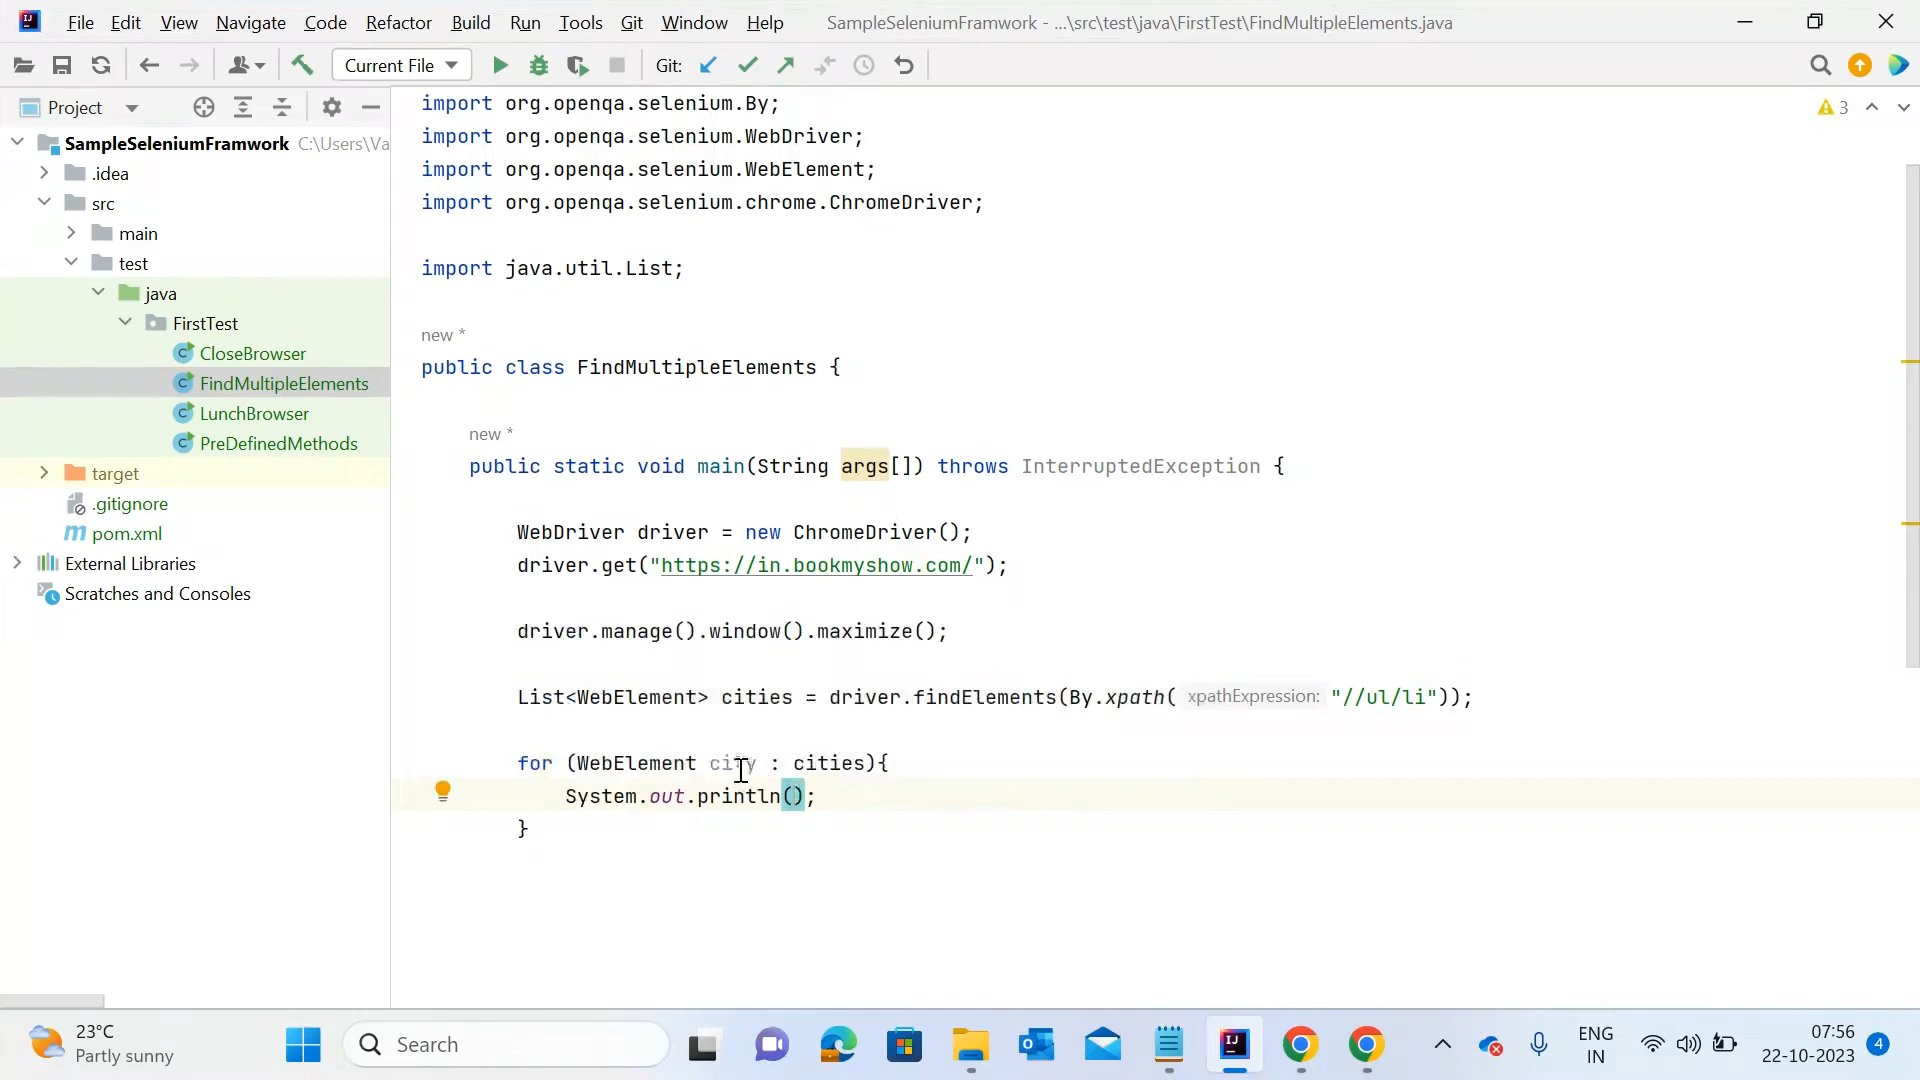 File Edit View Navigate Code Refactor Build Run Tools Git Window Help SampleSeleniumFramwork - ...\src\test\java\FirstTest\FindMultipleElements.java
Current File Git:
Project
SampleSeleniumFramwork C:\Users\Va
.idea
src
main
test
java
FirstTest
CloseBrowser
FindMultipleElements
LunchBrowser
PreDefinedMethods
target
.gitignore
pom.xml
External Libraries
Scratches and Consoles
3
import org.openqa.selenium.By;
import org.openqa.selenium.WebDriver;
import org.openqa.selenium.WebElement;
import org.openqa.selenium.chrome.ChromeDriver;
import java.util.List;
new *
public class FindMultipleElements {
new *
public static void main(String args[]) throws InterruptedException {
WebDriver driver = new ChromeDriver();
driver.get("https://in.bookmyshow.com/");
driver.manage().window().maximize();
List<WebElement> cities = driver.findElements(By.xpath( xpathExpression: "//ul/li"));
for (WebElement city : cities){
System.out.println();
}
23°C
Partly sunny
Search
ENG
IN
07:56
22-10-2023
4